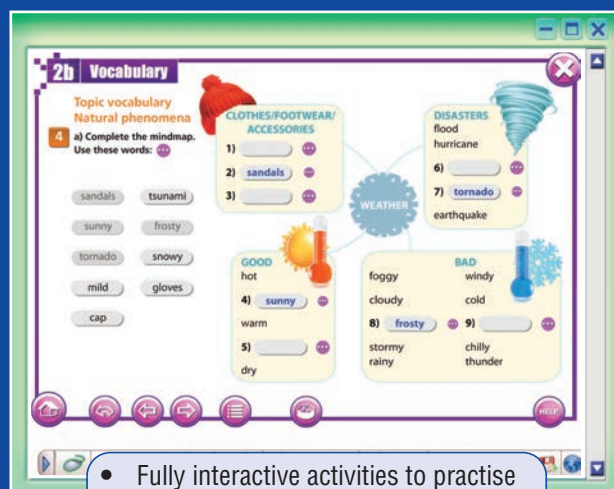 2b Vocabulary
Topic vocabulary
Natural phenomena
4 a) Complete the mindmap.
Use these words:
sandals tsunami
sunny frosty
tornado snowy
mild gloves
cap
CLOTHES/FOOTWEAR/
ACCESSORIES
1)
2) sandals
3)
DISASTERS
flood
hurricane
6)
7) tornado
earthquake
WEATHER
GOOD
hot
4) sunny
warm
5)
dry
BAD
foggy windy
cloudy cold
8) frosty 9)
stormy chilly
rainy thunder
HELP
• Fully interactive activities to practise